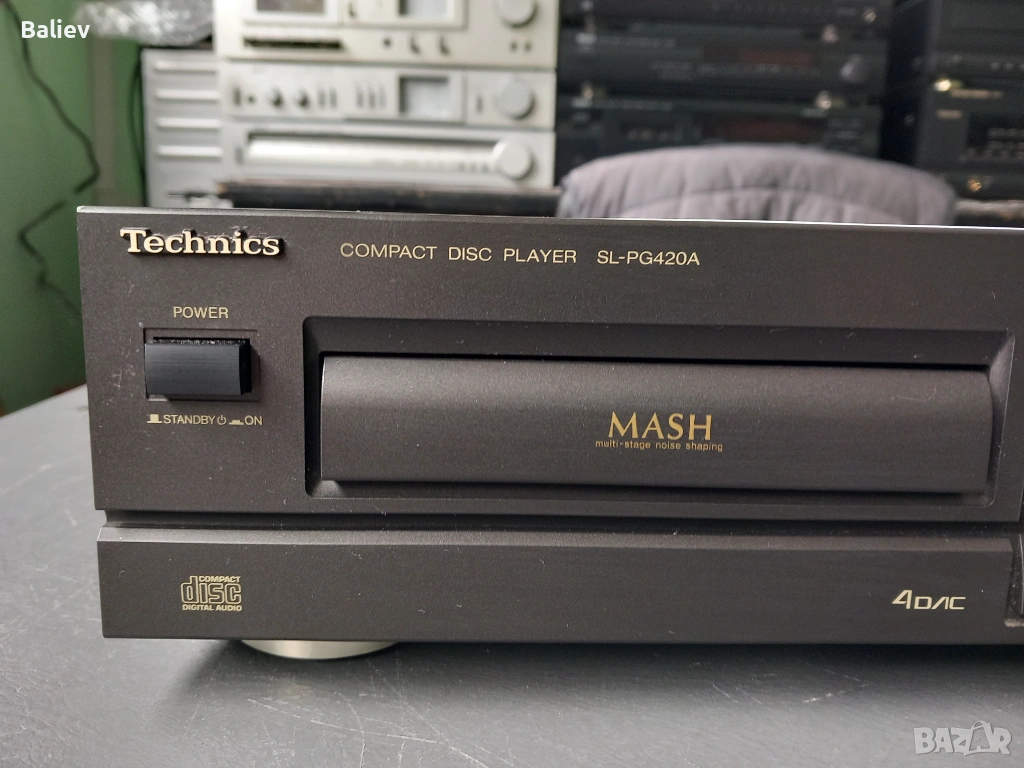 Baliev
Technics
COMPACT DISC PLAYER SL-PG420A
POWER
STANDBY ON
MASH
multi-stage noise shaping
COMPACT
disc
DIGITAL AUDIO
4DAC
BAZAR